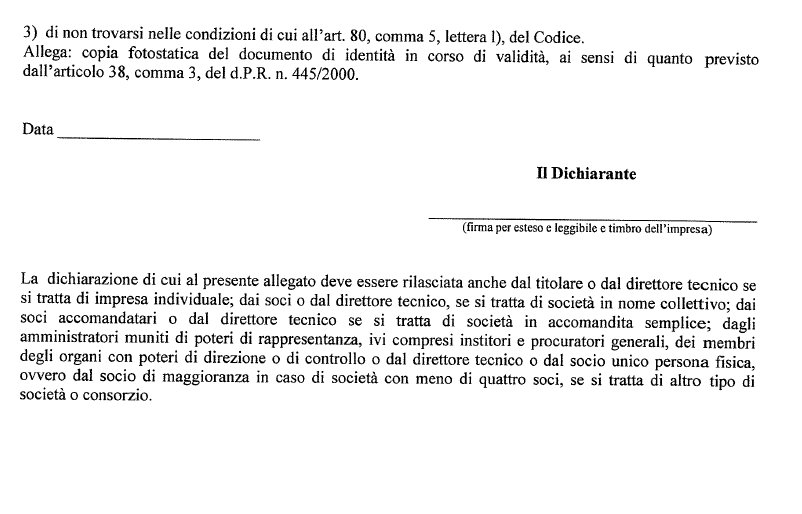 3) di non trovarsi nelle condizioni di cui all'art. 80, comma 5, lettera l), del Codice.
Allega: copia fotostatica del documento di identità in corso di validità, ai sensi di quanto previsto
dall'articolo 38, comma 3, del d.P.R. n. 445/2000.
Data
Il Dichiarante
(firma per esteso e leggibile e timbro dell'impresa)
La dichiarazione di cui al presente allegato deve essere rilasciata anche dal titolare o dal direttore tecnico se
si tratta di impresa individuale; dai soci o dal direttore tecnico, se si tratta di società in nome collettivo; dai
soci accomandatari o dal direttore tecnico se si tratta di società in accomandita semplice; dagli
amministratori muniti di poteri di rappresentanza, ivi compresi institori e procuratori generali, dei membri
degli organi con poteri di direzione o di controllo o dal direttore tecnico o dal socio unico persona fisica,
ovvero dal socio di maggioranza in caso di società con meno di quattro soci, se si tratta di altro tipo di
società o consorzio.